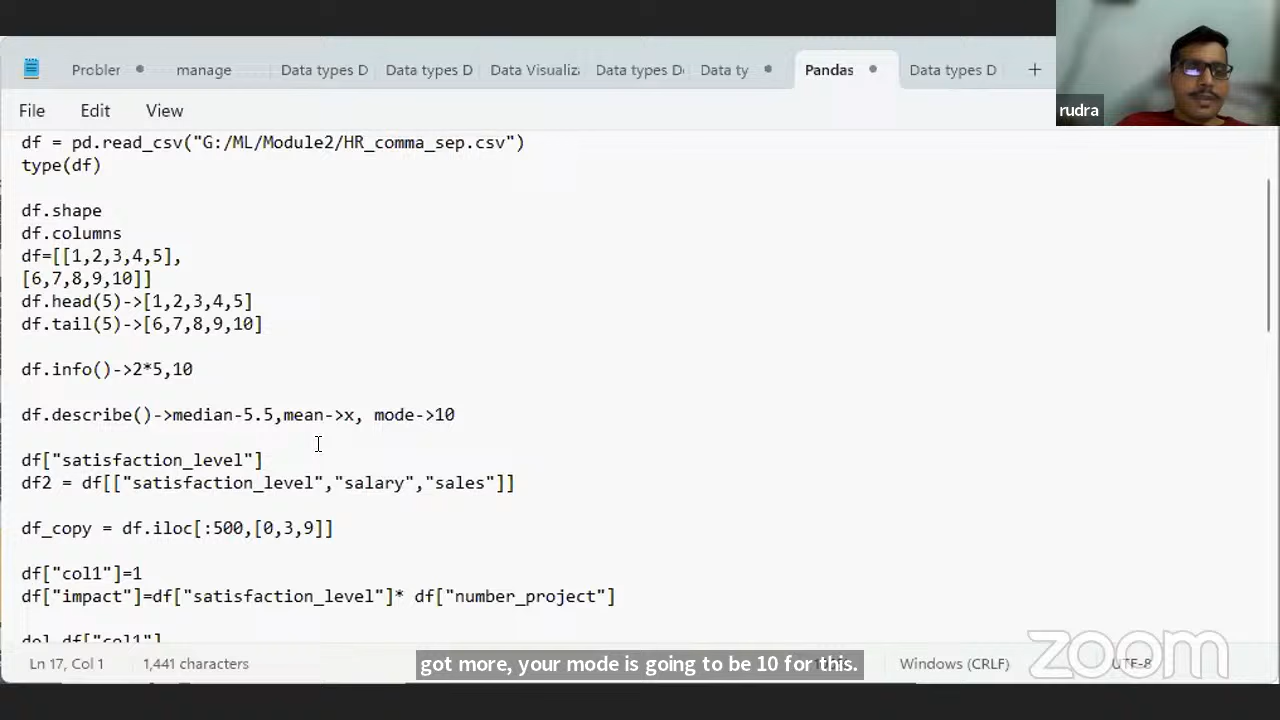 Probler
manage
Data types D
Data types D
Data Visualiz
Data types D
Data ty
Pandas
Data types D
File
Edit
View
rudra
df = pd.read_csv("G:/ML/Module2/HR_comma_sep.csv")
type(df)
df.shape
df.columns
df=[[1,2,3,4,5],
[6,7,8,9,10]]
df.head(5)->[1,2,3,4,5]
df.tail(5)->[6,7,8,9,10]
df.info()->2*5,10
df.describe()->median-5.5,mean->x, mode->10
df["satisfaction_level"]
df2 = df[["satisfaction_level","salary","sales"]]
df_copy = df.iloc[:500,[0,3,9]]
df["col1"]=1
df["impact"]=df["satisfaction_level"]* df["number_project"]
del df["col1"]
Ln 17, Col 1
1,441 characters
got more, your mode is going to be 10 for this.
Windows (CRLF)
UTF-8
zoom